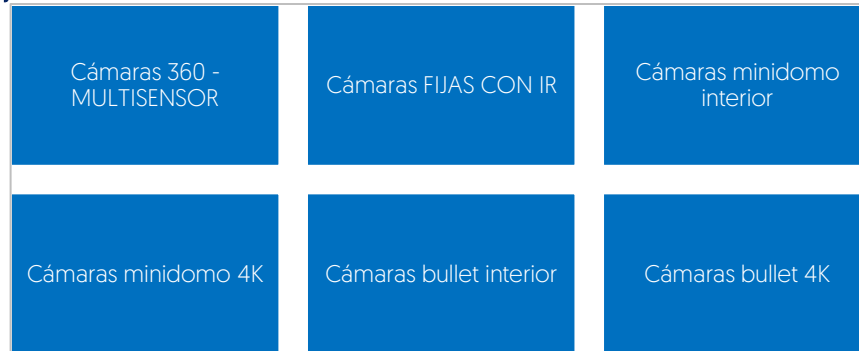 Cámaras 360 -
MULTISENSOR
Cámaras FIJAS CON IR
Cámaras minidomo
interior
Cámaras minidomo 4K
Cámaras bullet interior
Cámaras bullet 4K